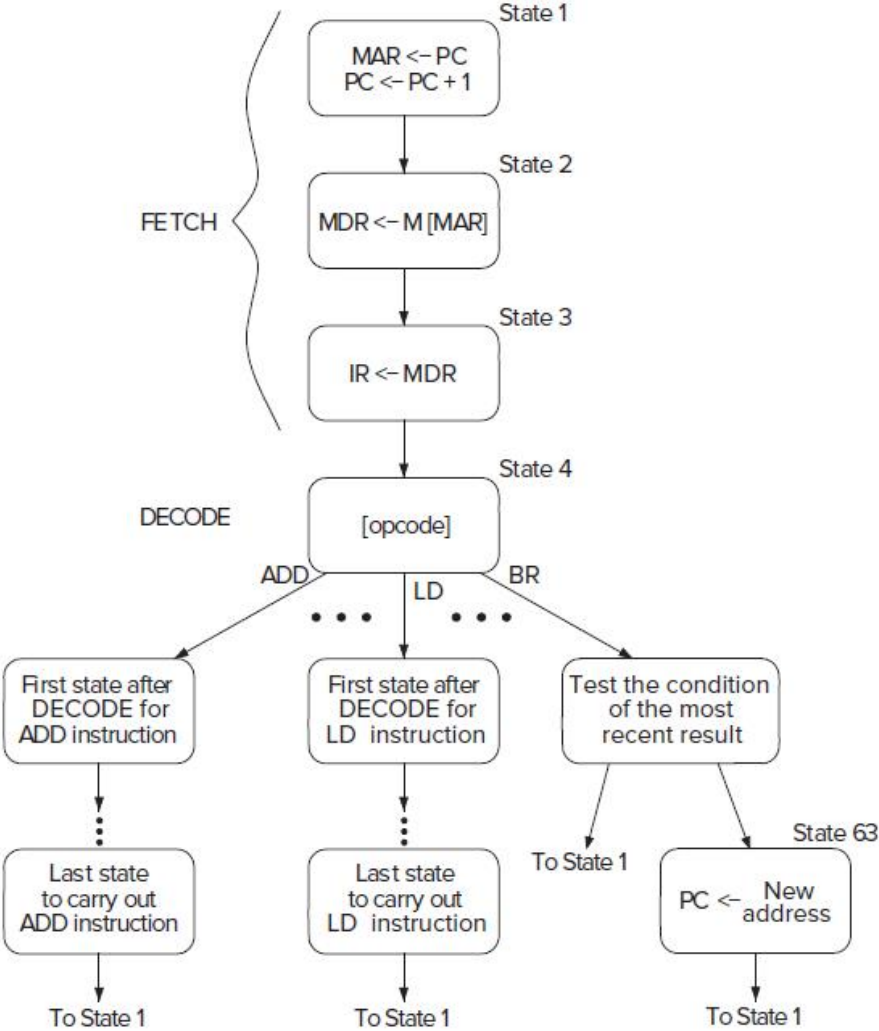 State 1
MAR <– PC
PC <– PC + 1
State 2
FETCH
MDR <– M [MAR]
State 3
IR <– MDR
State 4
DECODE
[opcode]
ADD
LD
BR
First state after
DECODE for
ADD instruction
First state after
DECODE for
LD instruction
Test the condition
of the most
recent result
Last state
to carry out
ADD instruction
Last state
to carry out
LD instruction
To State 1
State 63
PC <– New
address
To State 1
To State 1
To State 1